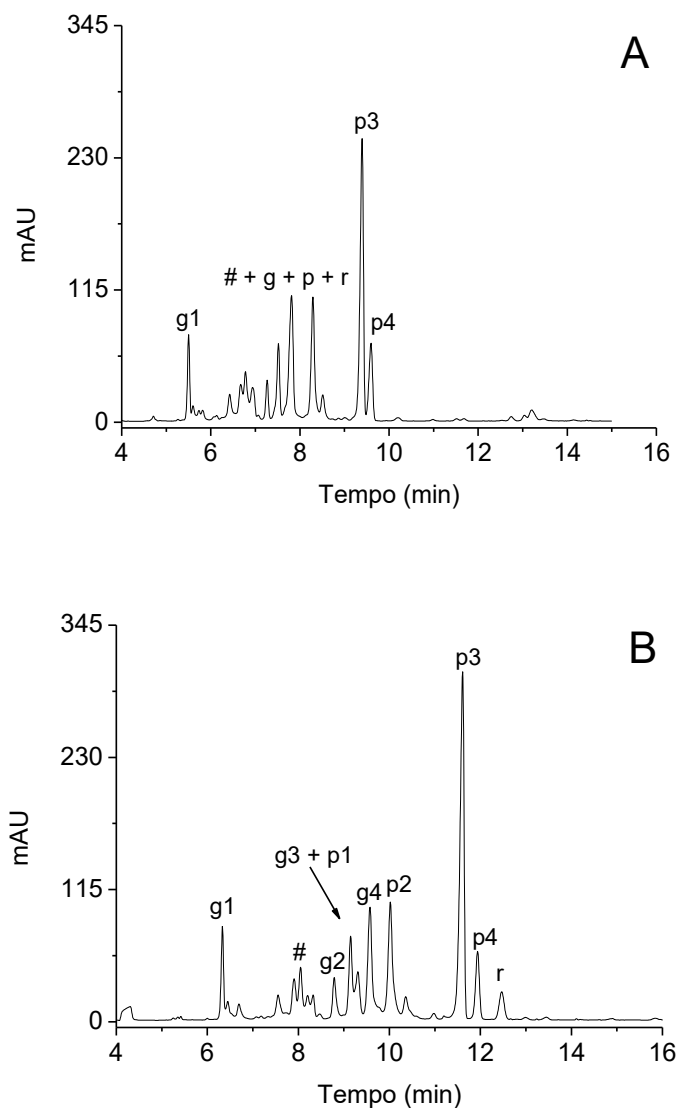 345
A
p3
230
mAU
# + g + p + r
115
g1
p4
0
4 6 8 10 12 14 16
Tempo (min)
345
B
p3
230
mAU
g3 + p1
115
g4 p2
g1
p4
#
g2
r
0
4 6 8 10 12 14 16
Tempo (min)